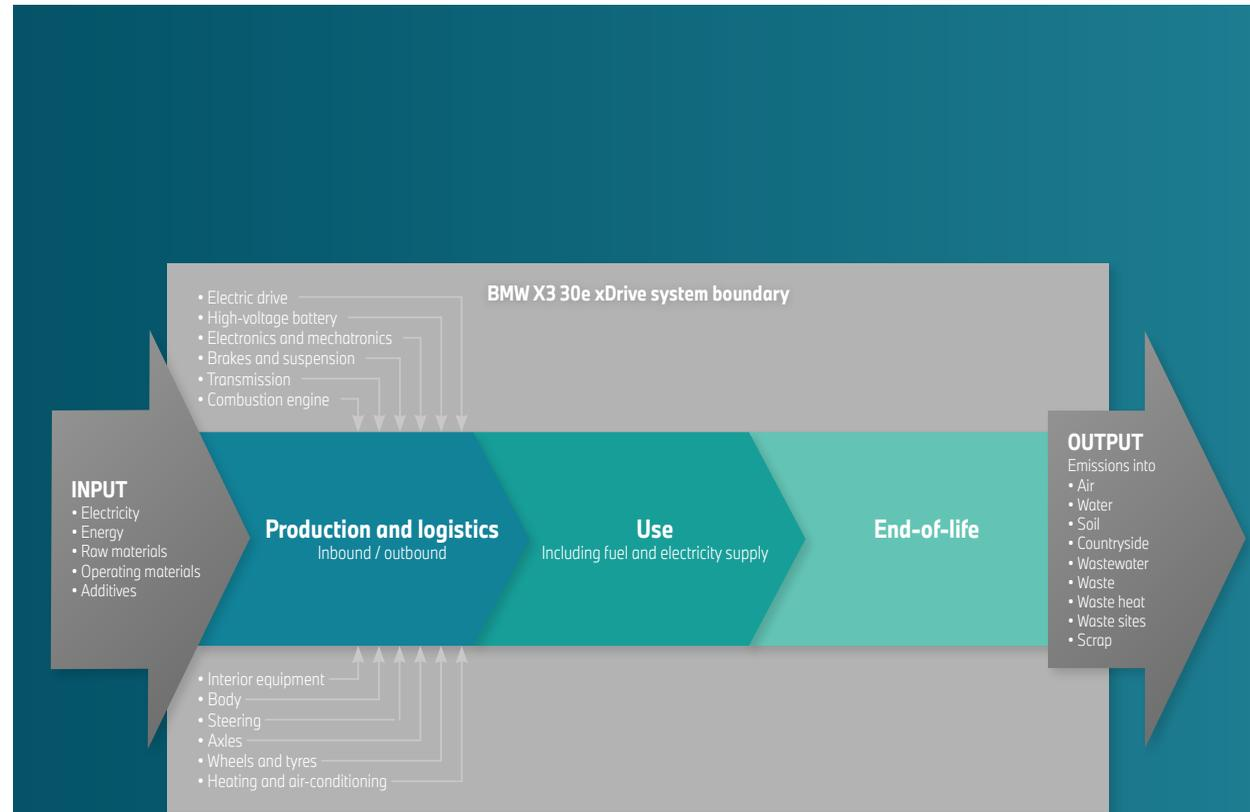 BMW X3 30e xDrive system boundary
• Electric drive
• High-voltage battery
• Electronics and mechatronics
• Brakes and suspension
• Transmission
• Combustion engine
INPUT
• Electricity
• Energy
• Raw materials
• Operating materials
• Additives
Production and logistics
Inbound / outbound
Use
Including fuel and electricity supply
End-of-life
OUTPUT
Emissions into
• Air
• Water
• Soil
• Countryside
• Wastewater
• Waste
• Waste heat
• Waste sites
• Scrap
• Interior equipment
• Body
• Steering
• Axles
• Wheels and tyres
• Heating and air-conditioning